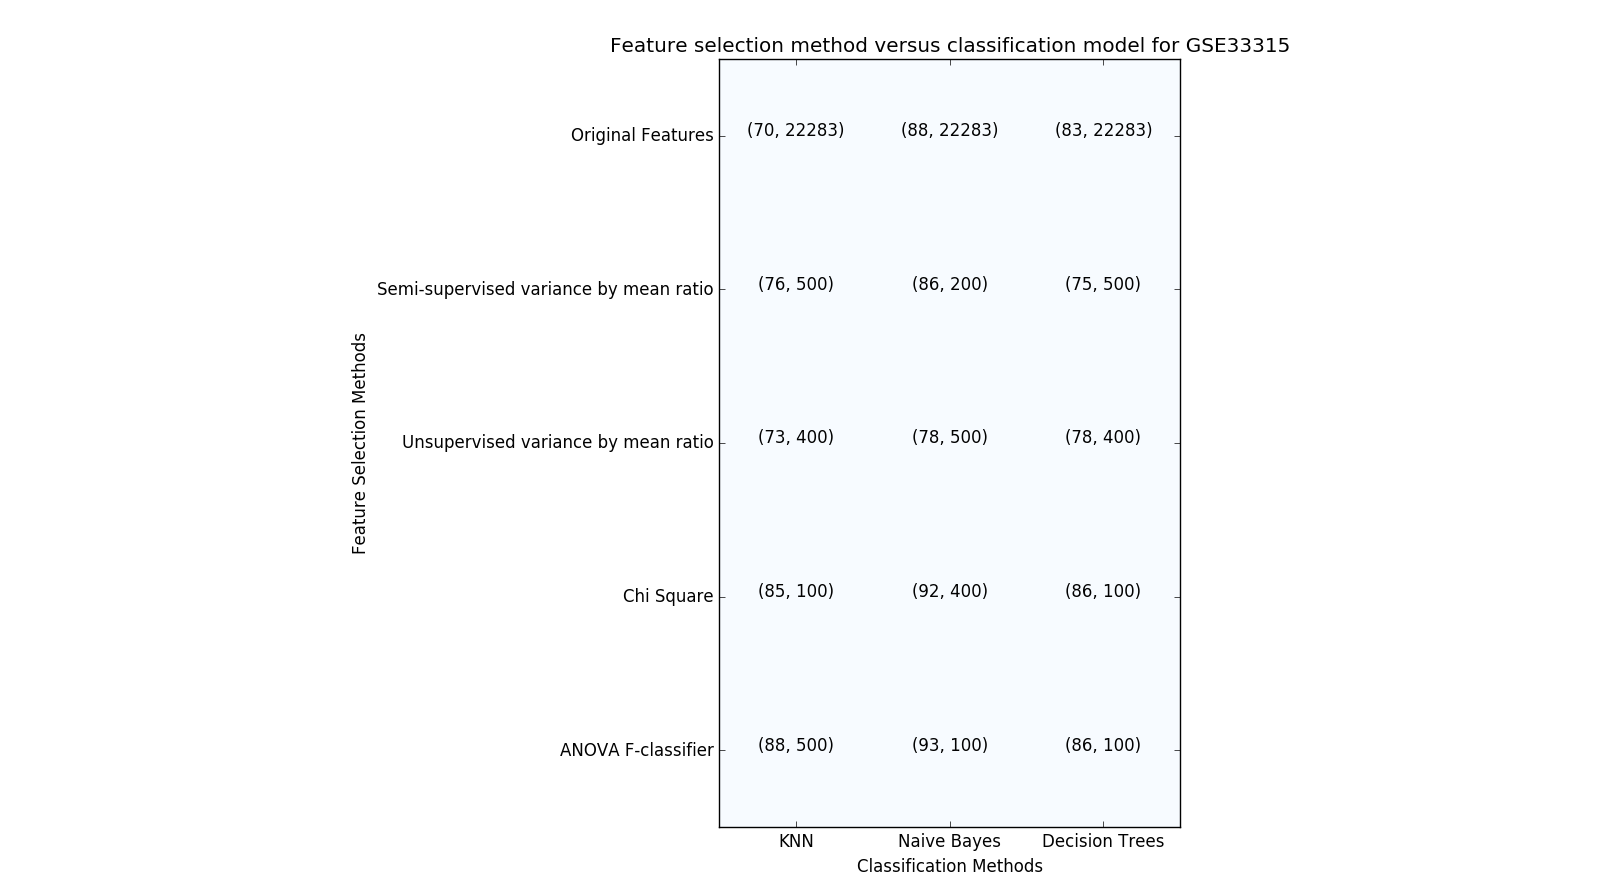 Feature selection method versus classification model for GSE33315
Original Features (70, 22283) (88, 22283) (83, 22283)
Semi-supervised variance by mean ratio (76, 500) (86, 200) (75, 500)
Unsupervised variance by mean ratio (73, 400) (78, 500) (78, 400)
Chi Square (85, 100) (92, 400) (86, 100)
ANOVA F-classifier (88, 500) (93, 100) (86, 100)
Feature Selection Methods
KNN Naive Bayes Decision Trees
Classification Methods